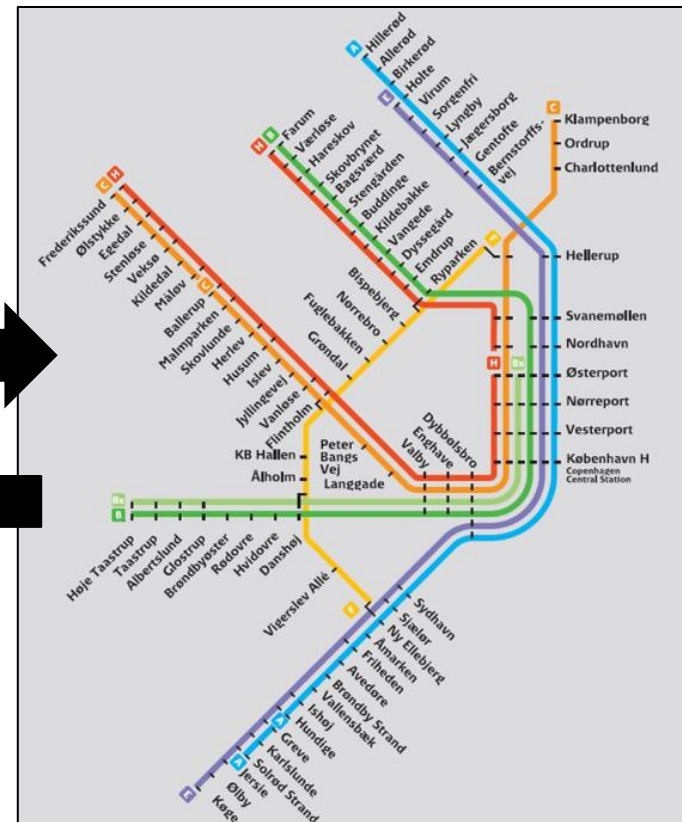 A
Hillerød
Allerød
Birkerød
Holte
Virum
Sorgenfri
Lyngby
Jægersborg
Gentofte
Bernstorffs-
vej
E
C
Klampenborg
Ordrup
Charlottenlund
H
B
Farum
Værløse
Hareskov
Skovbrynet
Bagsværd
Stengården
Buddinge
Kildebakke
Vangede
Dyssegård
Emdrup
Ryparken
F
Bispebjerg
Nørrebro
Fuglebakken
Grøndal
C
H
Frederikssund
Ølstykke
Egedal
Stenløse
Veksø
Kildedal
Måløv
C
Ballerup
Malmparken
Skovlunde
Herlev
Husum
Islev
Jyllingevej
Vanløse
Flintholm
Hellerup
Svanemøllen
Nordhavn
H
Bx
Østerport
Nørreport
Vesterport
København H
Copenhagen
Central Station
KB Hallen
Ålholm
Peter
Bangs
Vej
Langgade
Valby
Enghave
Dybbølsbro
Bx
B
Høje Taastrup
Taastrup
Albertslund
Glostrup
Brøndbyøster
Rødovre
Hvidovre
Danshøj
Vigerslev Allé
Sydhavn
Sjælør
Ny Ellebjerg
Åmarken
Friheden
Avedøre
Brøndby Strand
Vallensbæk
Ishøj
Hundige
A
Greve
Karlslunde
Solrød Strand
A
Jersie
Ølby
Køge
E